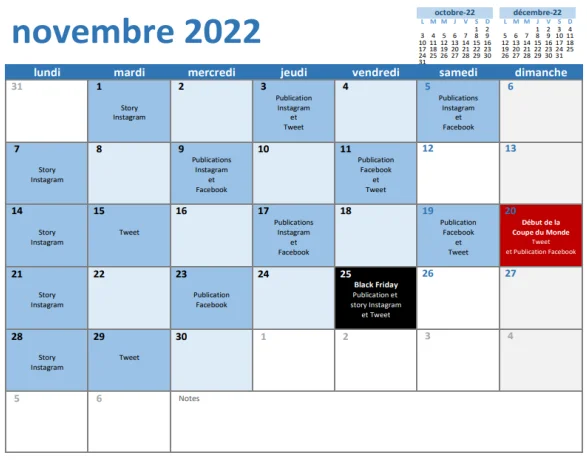 novembre 2022
octobre-22
L M M J V S D
1 2
3 4 5 6 7 8 9
10 11 12 13 14 15 16
17 18 19 20 21 22 23
24 25 26 27 28 29 30
31
décembre-22
L M M J V S D
1 2 3 4
5 6 7 8 9 10 11
12 13 14 15 16 17 18
19 20 21 22 23 24 25
26 27 28 29 30 31
lundi mardi mercredi jeudi vendredi samedi dimanche
31
1
Story
Instagram
2
3
Publication
Instagram
et
Tweet
4
5
Publications
Instagram
et
Facebook
6
7
Story
Instagram
8
9
Publications
Instagram
et
Facebook
10
11
Publication
Facebook
et
Tweet
12
13
14
Story
Instagram
15
Tweet
16
17
Publications
Instagram
et
Facebook
18
19
Publication
Facebook
et
Tweet
20
Début de la
Coupe du Monde
Tweet
et Publication Facebook
21
Story
Instagram
22
23
Publication
Facebook
24
25
Black Friday
Publication et
story Instagram
et Tweet
26
27
28
Story
Instagram
29
Tweet
30
1
2
3
4
5
6
Notes